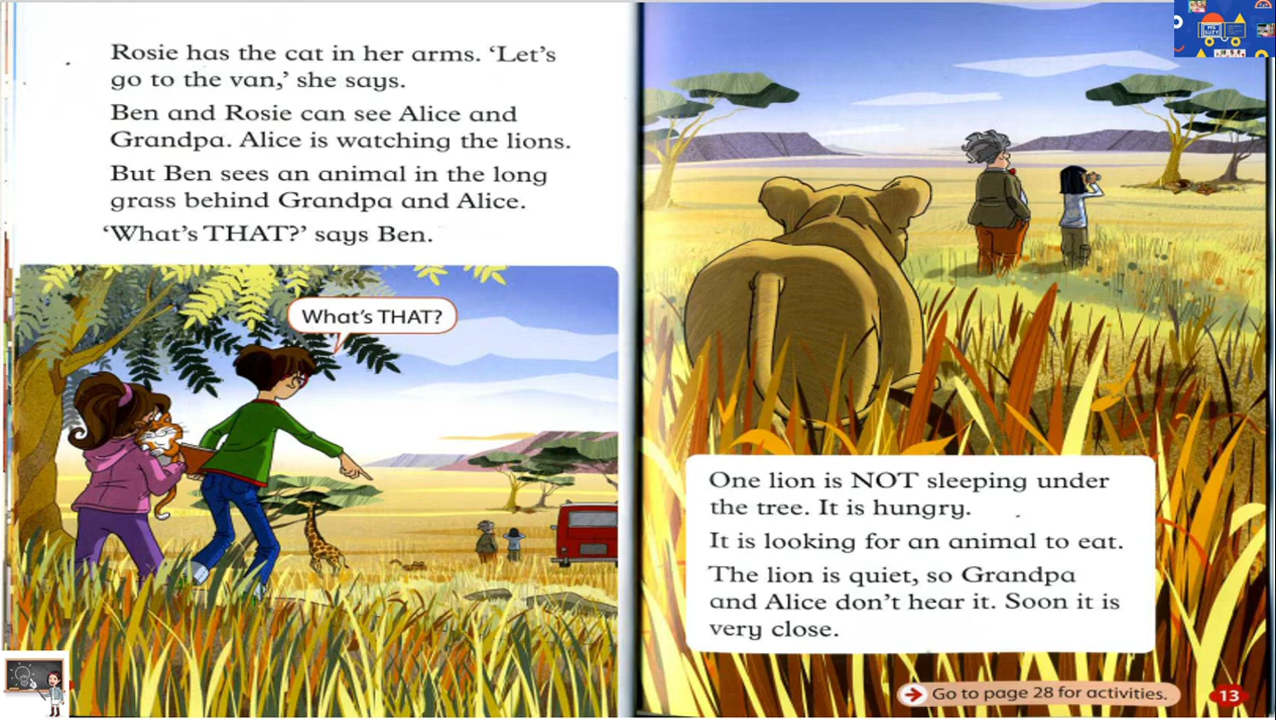 Rosie has the cat in her arms. ‘Let’s
go to the van,’ she says.
Ben and Rosie can see Alice and
Grandpa. Alice is watching the lions.
But Ben sees an animal in the long
grass behind Grandpa and Alice.
‘What’s THAT?’ says Ben.
What’s THAT?
One lion is NOT sleeping under
the tree. It is hungry.
It is looking for an animal to eat.
The lion is quiet, so Grandpa
and Alice don’t hear it. Soon it is
very close.
Go to page 28 for activities.
13